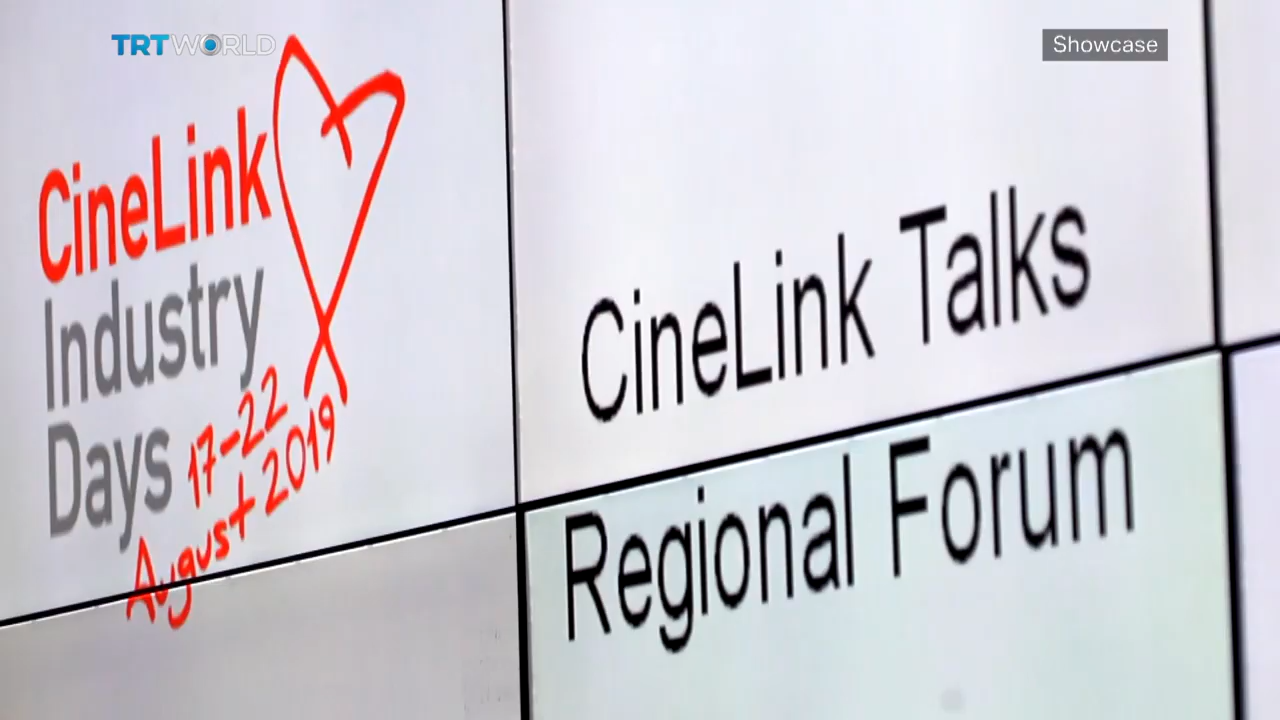 TRT WORLD
Showcase
CineLink
Industry
Days 17-22
August 2019
CineLink Talks
Regional Forum